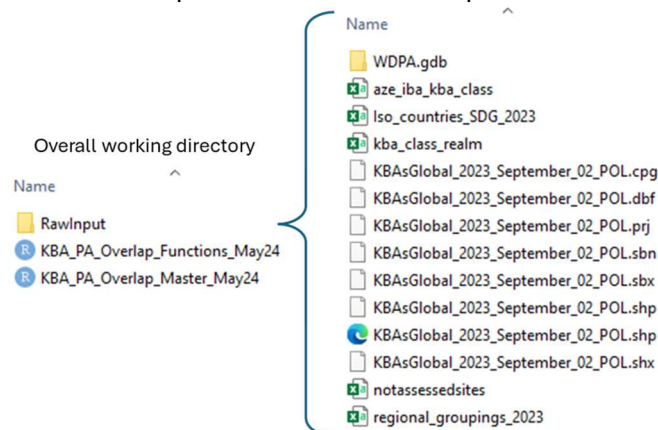 Overall working directory
Name
RawInput
KBA_PA_Overlap_Functions_May24
KBA_PA_Overlap_Master_May24
Name
WDPA.gdb
aze_iba_kba_class
Iso_countries_SDG_2023
kba_class_realm
KBAsGlobal_2023_September_02_POL.cpg
KBAsGlobal_2023_September_02_POL.dbf
KBAsGlobal_2023_September_02_POL.prj
KBAsGlobal_2023_September_02_POL.sbn
KBAsGlobal_2023_September_02_POL.sbx
KBAsGlobal_2023_September_02_POL.shp
KBAsGlobal_2023_September_02_POL.shp
KBAsGlobal_2023_September_02_POL.shx
notassessedsites
regional_groupings_2023